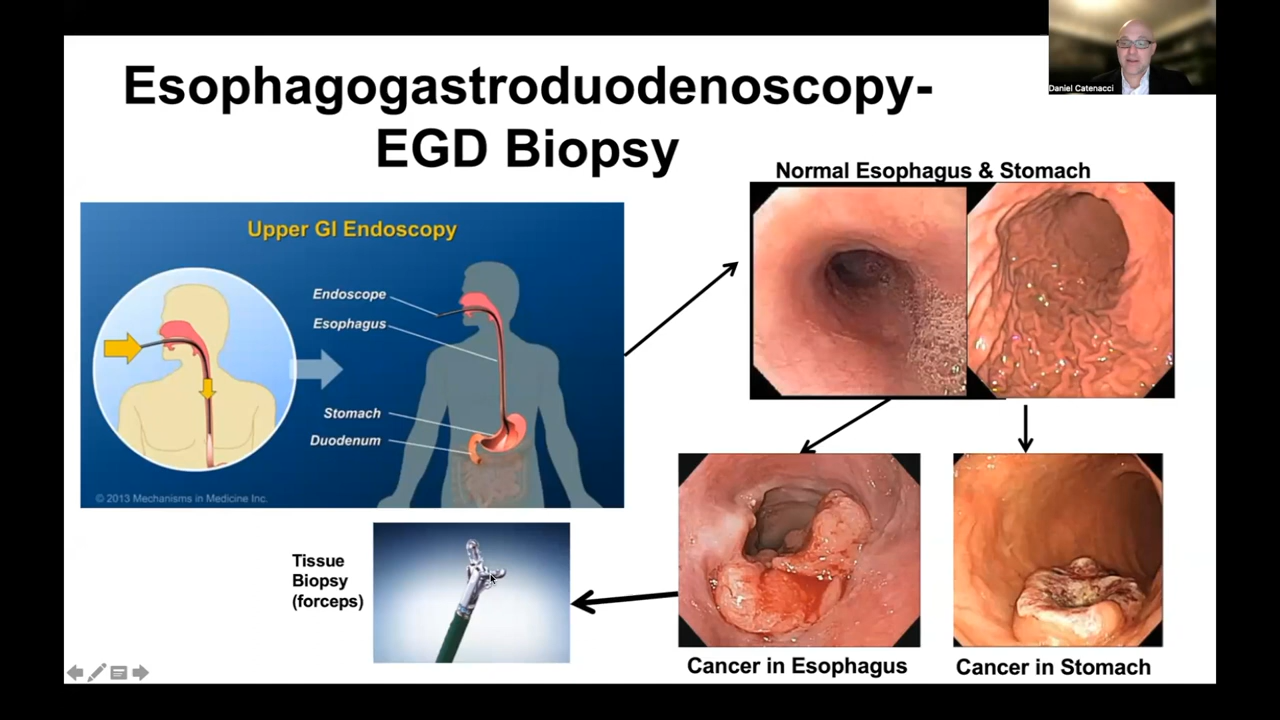 Daniel Catenacci
Esophagogastroduodenoscopy-
EGD Biopsy
Normal Esophagus & Stomach
Upper GI Endoscopy
Endoscope
Esophagus
Stomach
Duodenum
© 2013 Mechanisms in Medicine Inc.
Tissue
Biopsy
(forceps)
Cancer in Esophagus
Cancer in Stomach